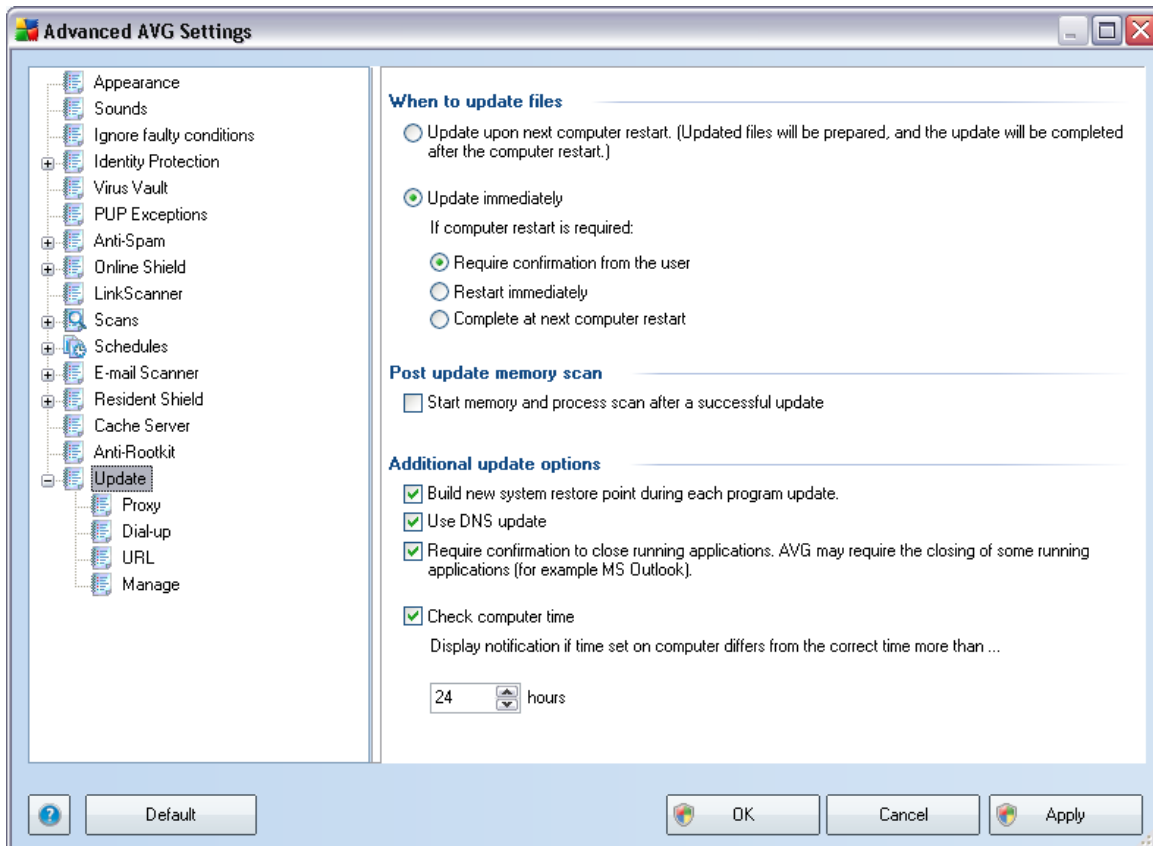 Advanced AVG Settings
Appearance
Sounds
Ignore faulty conditions
Identity Protection
Virus Vault
PUP Exceptions
Anti-Spam
Online Shield
LinkScanner
Scans
Schedules
E-mail Scanner
Resident Shield
Cache Server
Anti-Rootkit
Update
Proxy
Dial-up
URL
Manage
When to update files
Update upon next computer restart. (Updated files will be prepared, and the update will be completed
after the computer restart.)
Update immediately
If computer restart is required:
Require confirmation from the user
Restart immediately
Complete at next computer restart
Post update memory scan
Start memory and process scan after a successful update
Additional update options
Build new system restore point during each program update.
Use DNS update
Require confirmation to close running applications. AVG may require the closing of some running
applications (for example MS Outlook).
Check computer time
Display notification if time set on computer differs from the correct time more than ...
24 hours
Default
OK
Cancel
Apply